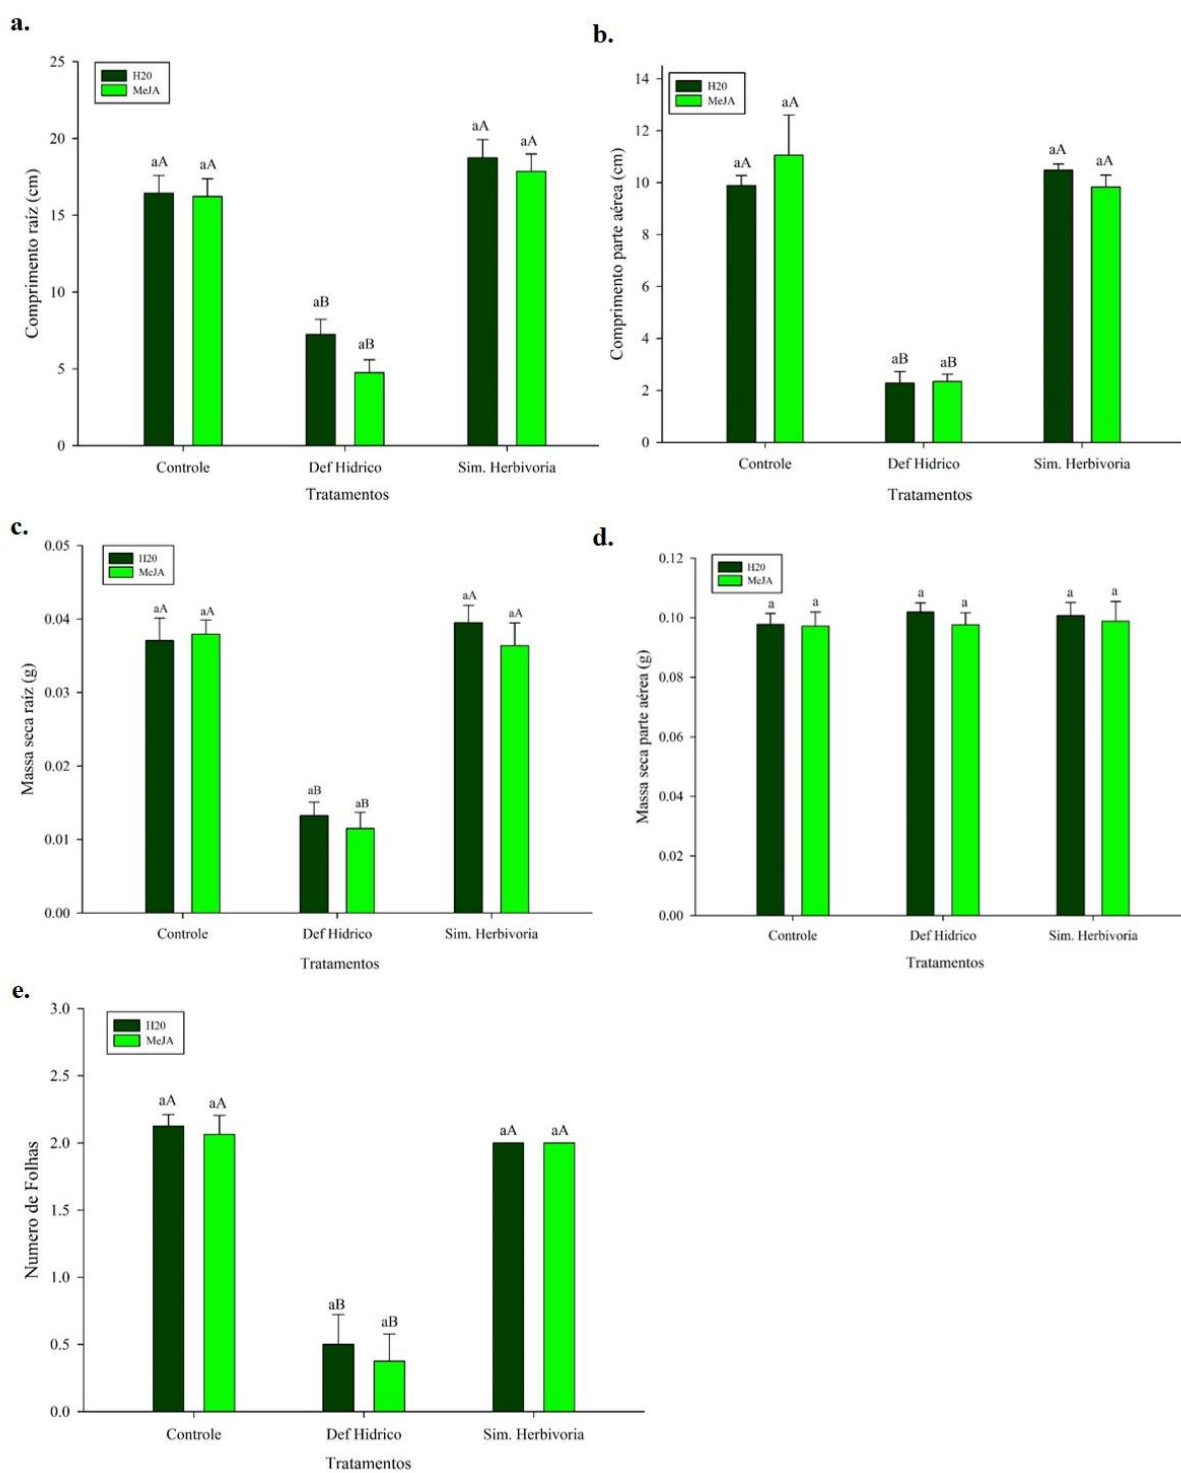 a.
25
20
15
10
5
0
Comprimento raíz (cm)
H20
MeJA
aA
aA
aB
aB
aA
aA
Controle
Def Hidrico
Sim. Herbivoria
Tratamentos
b.
14
12
10
8
6
4
2
0
Comprimento parte aérea (cm)
H20
MeJA
aA
aA
aB
aB
aA
aA
Controle
Def Hidrico
Sim. Herbivoria
Tratamentos
c.
0.05
0.04
0.03
0.02
0.01
0.00
Massa seca raíz (g)
H20
MeJA
aA
aA
aB
aB
aA
aA
Controle
Def Hidrico
Sim. Herbivoria
Tratamentos
d.
0.12
0.10
0.08
0.06
0.04
0.02
0.00
Massa seca parte aérea (g)
H20
MeJA
a
a
a
a
a
a
Controle
Def Hidrico
Sim. Herbivoria
Tratamentos
e.
3.0
2.5
2.0
1.5
1.0
0.5
0.0
Numero de Folhas
H20
MeJA
aA
aA
aB
aB
aA
aA
Controle
Def Hidrico
Sim. Herbivoria
Tratamentos